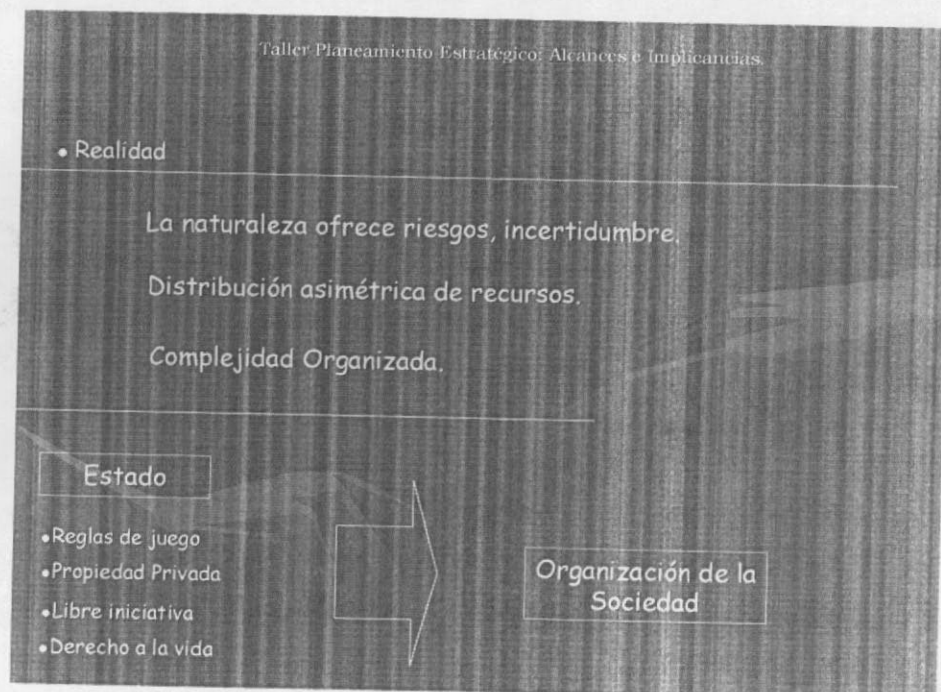 Taller Planeamiento Estratégico: Alcances e Implicancias.
• Realidad
La naturaleza ofrece riesgos, incertidumbre.
Distribución asimétrica de recursos.
Complejidad Organizada.
Estado
•Reglas de juego
•Propiedad Privada
•Libre iniciativa
•Derecho a la vida
Organización de la
Sociedad